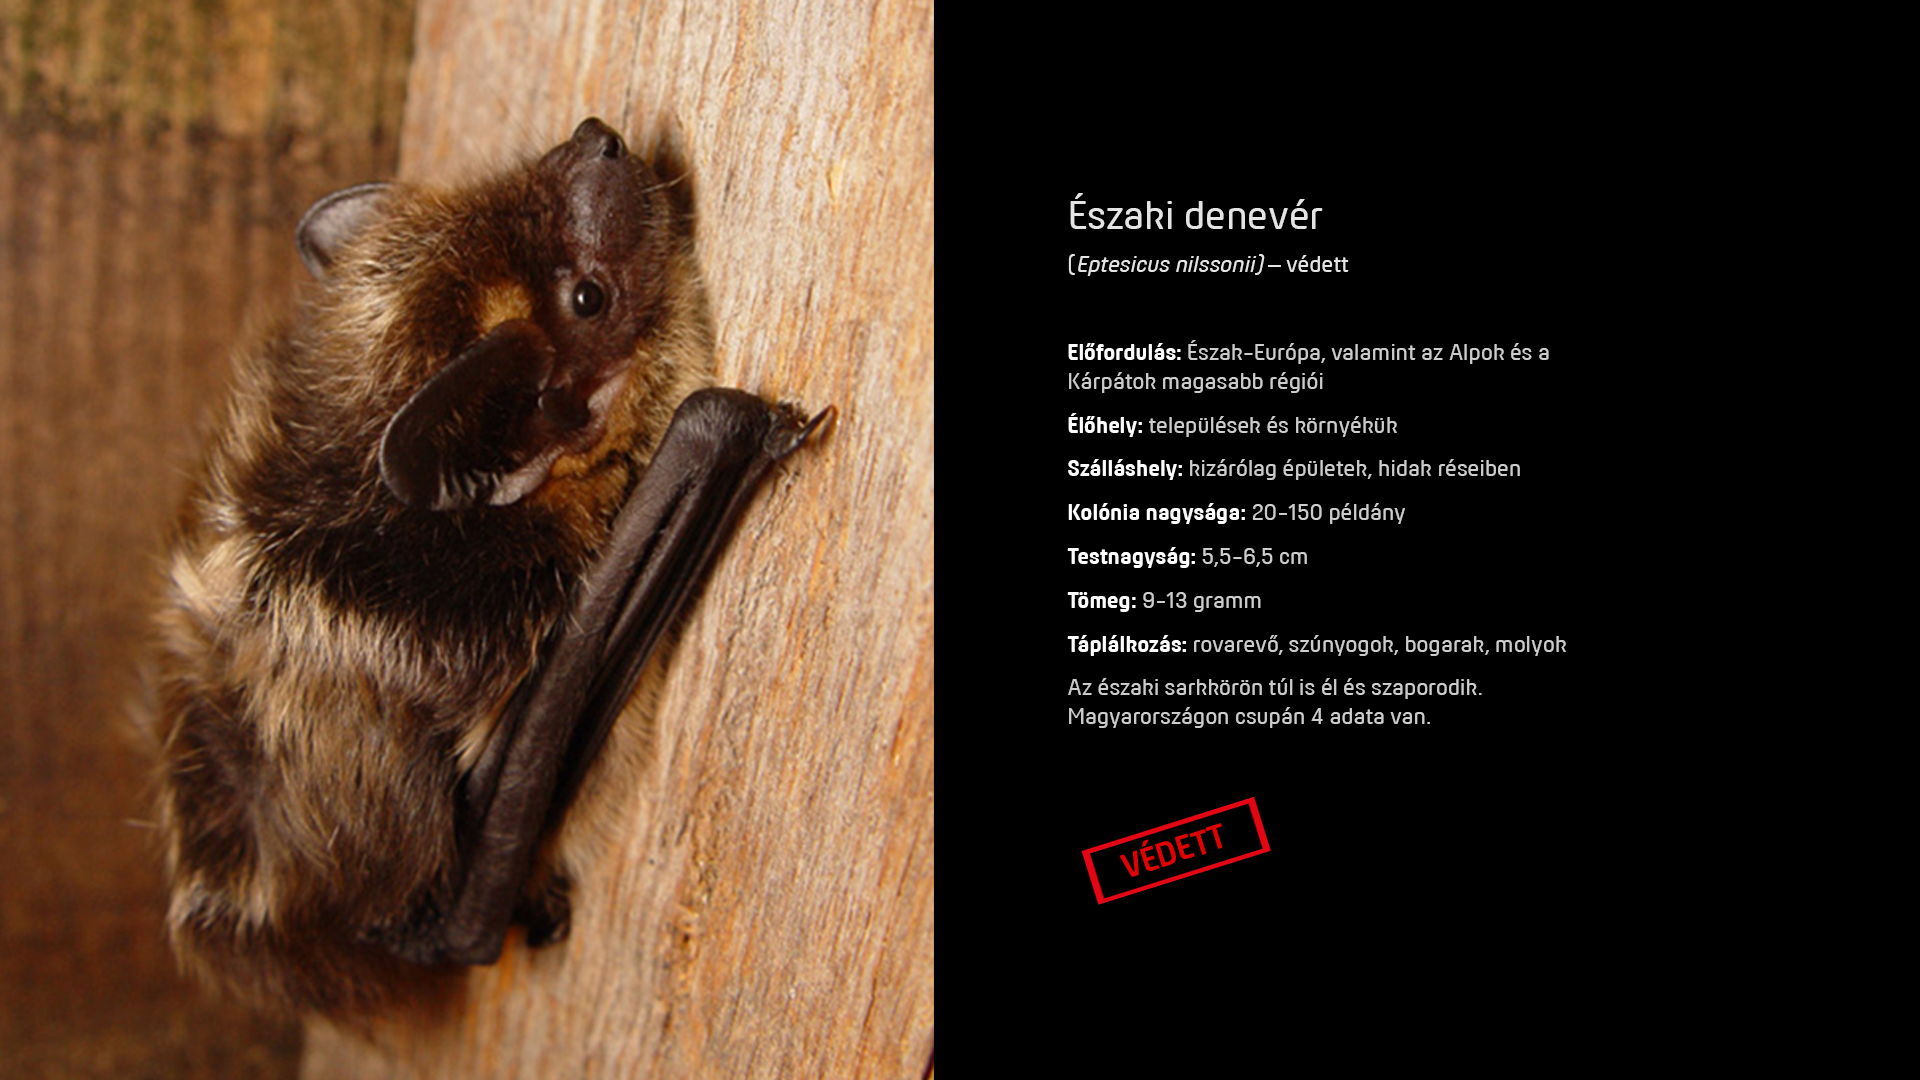 Északi denevér
(Eptesicus nilssonii) – védett
Előfordulás: Észak-Európa, valamint az Alpok és a
Kárpátok magasabb régiói
Élőhely: települések és környékük
Szálláshely: kizárólag épületek, hidak réseiben
Kolónia nagysága: 20-150 példány
Testnagyság: 5,5-6,5 cm
Tömeg: 9-13 gramm
Táplálkozás: rovarevő, szúnyogok, bogarak, molyok
Az északi sarkkörön túl is él és szaporodik.
Magyarországon csupán 4 adata van.
VÉDETT